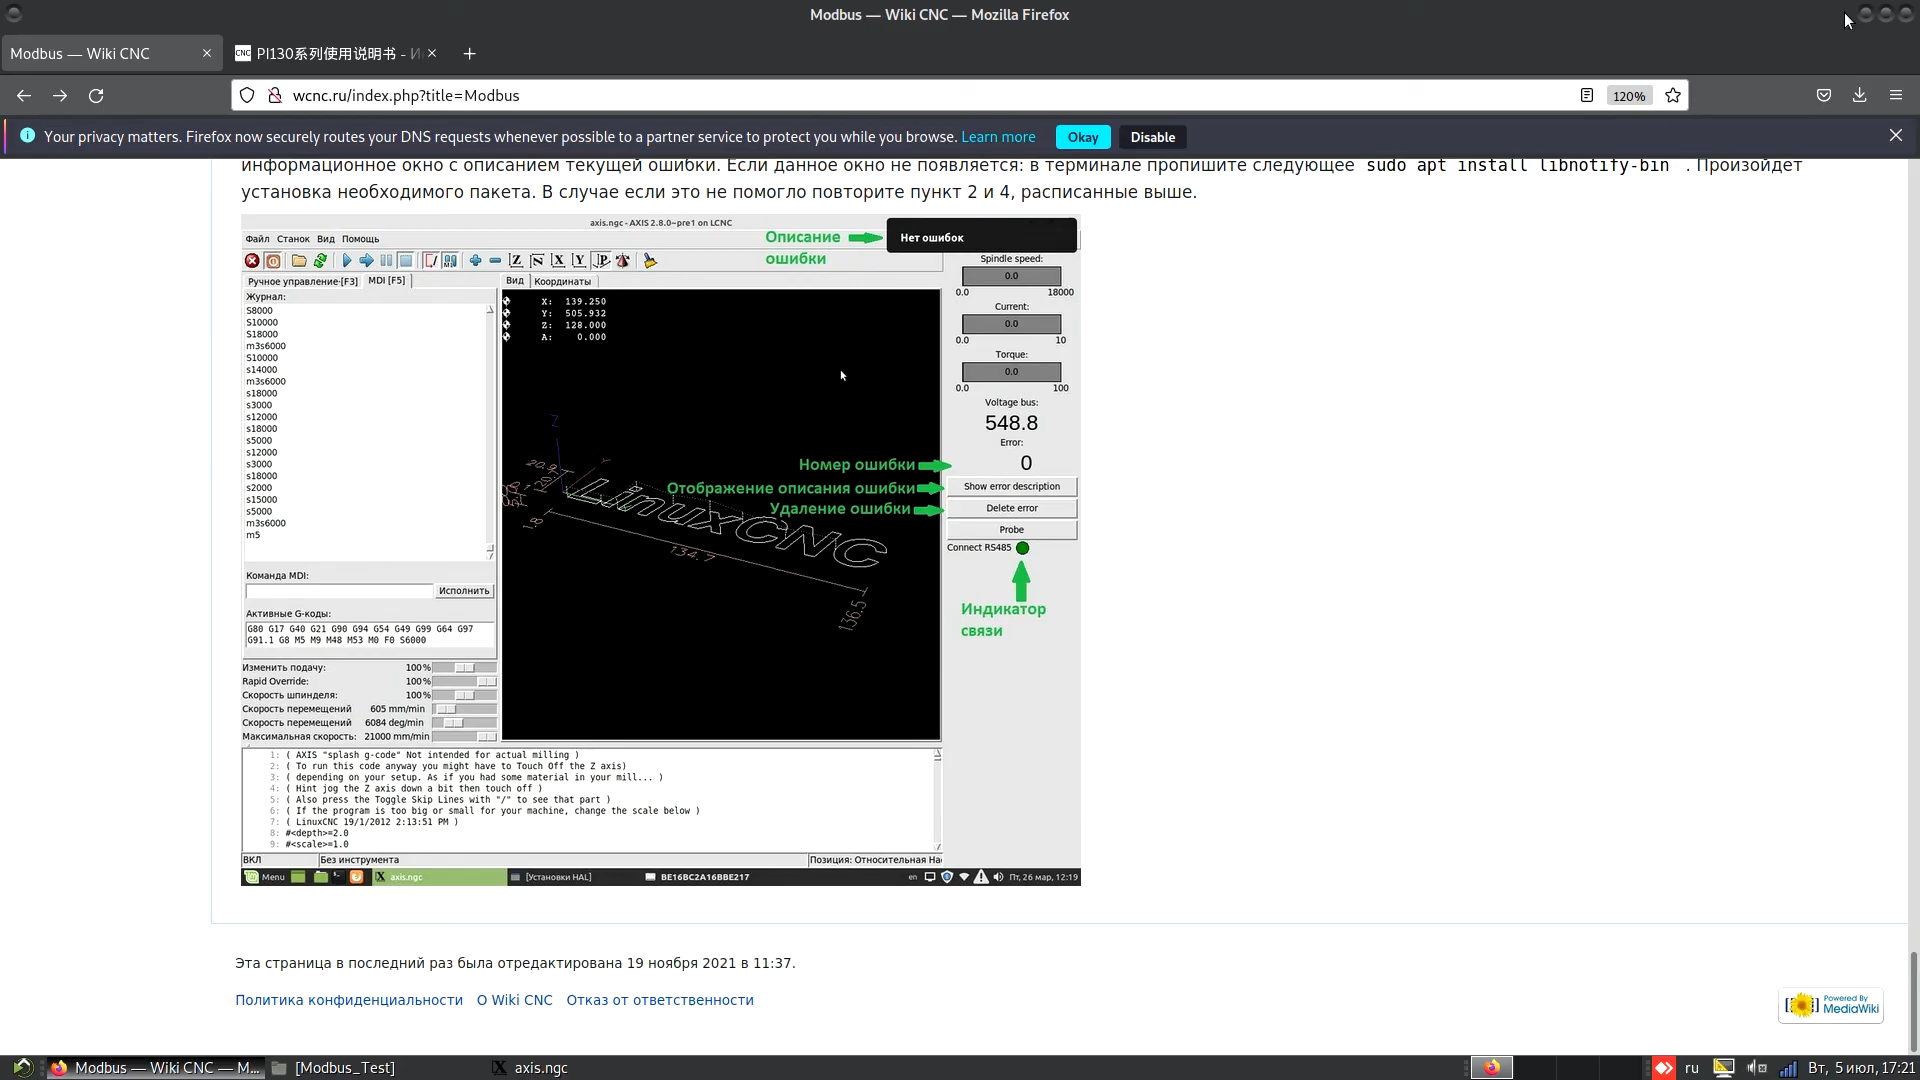 Modbus — Wiki CNC — Mozilla Firefox
Modbus — Wiki CNC
CNC PI130系列使用说明书 - И
wcnc.ru/index.php?title=Modbus
120%
Your privacy matters. Firefox now securely routes your DNS requests whenever possible to a partner service to protect you while you browse. Learn more
Okay
Disable
информационное окно с описанием текущей ошибки. Если данное окно не появляется: в терминале пропишите следующее sudo apt install libnotify-bin . Произойдет
установка необходимого пакета. В случае если это не помогло повторите пункт 2 и 4, расписанные выше.
axis.ngc - AXIS 2.8.0~pre1 on LCNC
Файл Станок Вид Помощь
Описание
ошибки
Нет ошибок
Ручное управление [F3]
MDI [F5]
Журнал:
S8000
S10000
S18000
m3s6000
S10000
s14000
m3s6000
s18000
s3000
s12000
s18000
s5000
s12000
s3000
s18000
s2000
s15000
s5000
m3s6000
m5
Команда MDI:
Исполнить
Активные G-коды:
G80 G17 G40 G21 G90 G94 G54 G49 G99 G64 G97
G91.1 G8 M5 M9 M48 M53 M0 F0 S6000
Изменить подачу: 100%
Rapid Override: 100%
Скорость шпинделя: 100%
Скорость перемещений 605 mm/min
Скорость перемещений 6084 deg/min
Максимальная скорость: 21000 mm/min
Вид
Координаты
X: 139.250
Y: 505.932
Z: 128.000
A: 0.000
Z
Y
20.9
LinuxCNC
1.8
134.7
136.5
Номер ошибки
Отображение описания ошибки
Удаление ошибки
Spindle speed:
0.0
0.0 18000
Current:
0.0
0.0 10
Torque:
0.0
0.0 100
Voltage bus:
548.8
Error:
0
Show error description
Delete error
Probe
Connect RS485
Индикатор
связи
1: ( AXIS "splash g-code" Not intended for actual milling )
2: ( To run this code anyway you might have to Touch Off the Z axis)
3: ( depending on your setup. As if you had some material in your mill... )
4: ( Hint jog the Z axis down a bit then touch off )
5: ( Also press the Toggle Skip Lines with "/" to see that part )
6: ( If the program is too big or small for your machine, change the scale below )
7: ( LinuxCNC 19/1/2012 2:13:51 PM )
8: #<depth>=2.0
9: #<scale>=1.0
ВКЛ
Без инструмента
Позиция: Относительная На
Menu
axis.ngc
[Установки HAL]
BE16BC2A16BBE217
en
Пт, 26 мар, 12:19
Эта страница в последний раз была отредактирована 19 ноября 2021 в 11:37.
Политика конфиденциальности О Wiki CNC Отказ от ответственности
Powered By
MediaWiki
Modbus — Wiki CNC — M...
[Modbus_Test]
axis.ngc
ru
Вт, 5 июл, 17:21